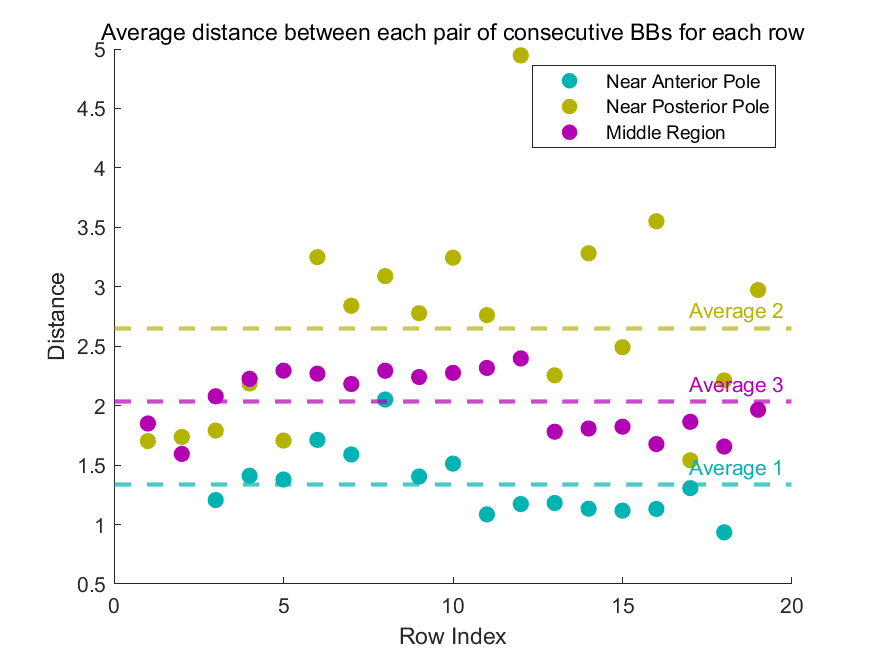 Average distance between each pair of consecutive BBs for each row
5
4.5
4
3.5
3
2.5
2
1.5
1
0.5
Distance
Near Anterior Pole
Near Posterior Pole
Middle Region
Average 2
Average 3
Average 1
0
5
10
15
20
Row Index